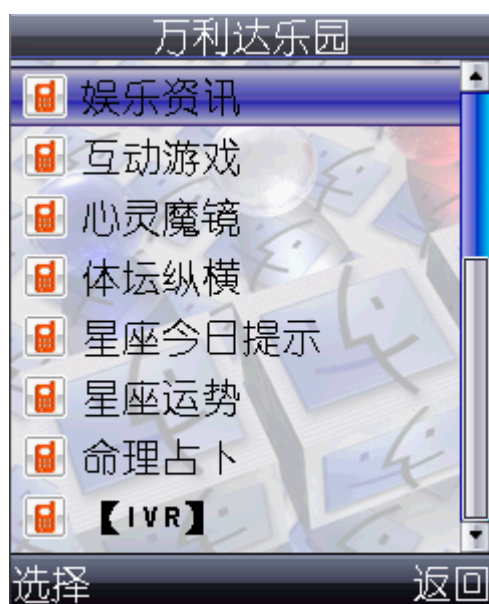 万利达乐园
娱乐资讯
互动游戏
心灵魔镜
体坛纵横
星座今日提示
星座运势
命理占卜
【IVR】
选择 返回